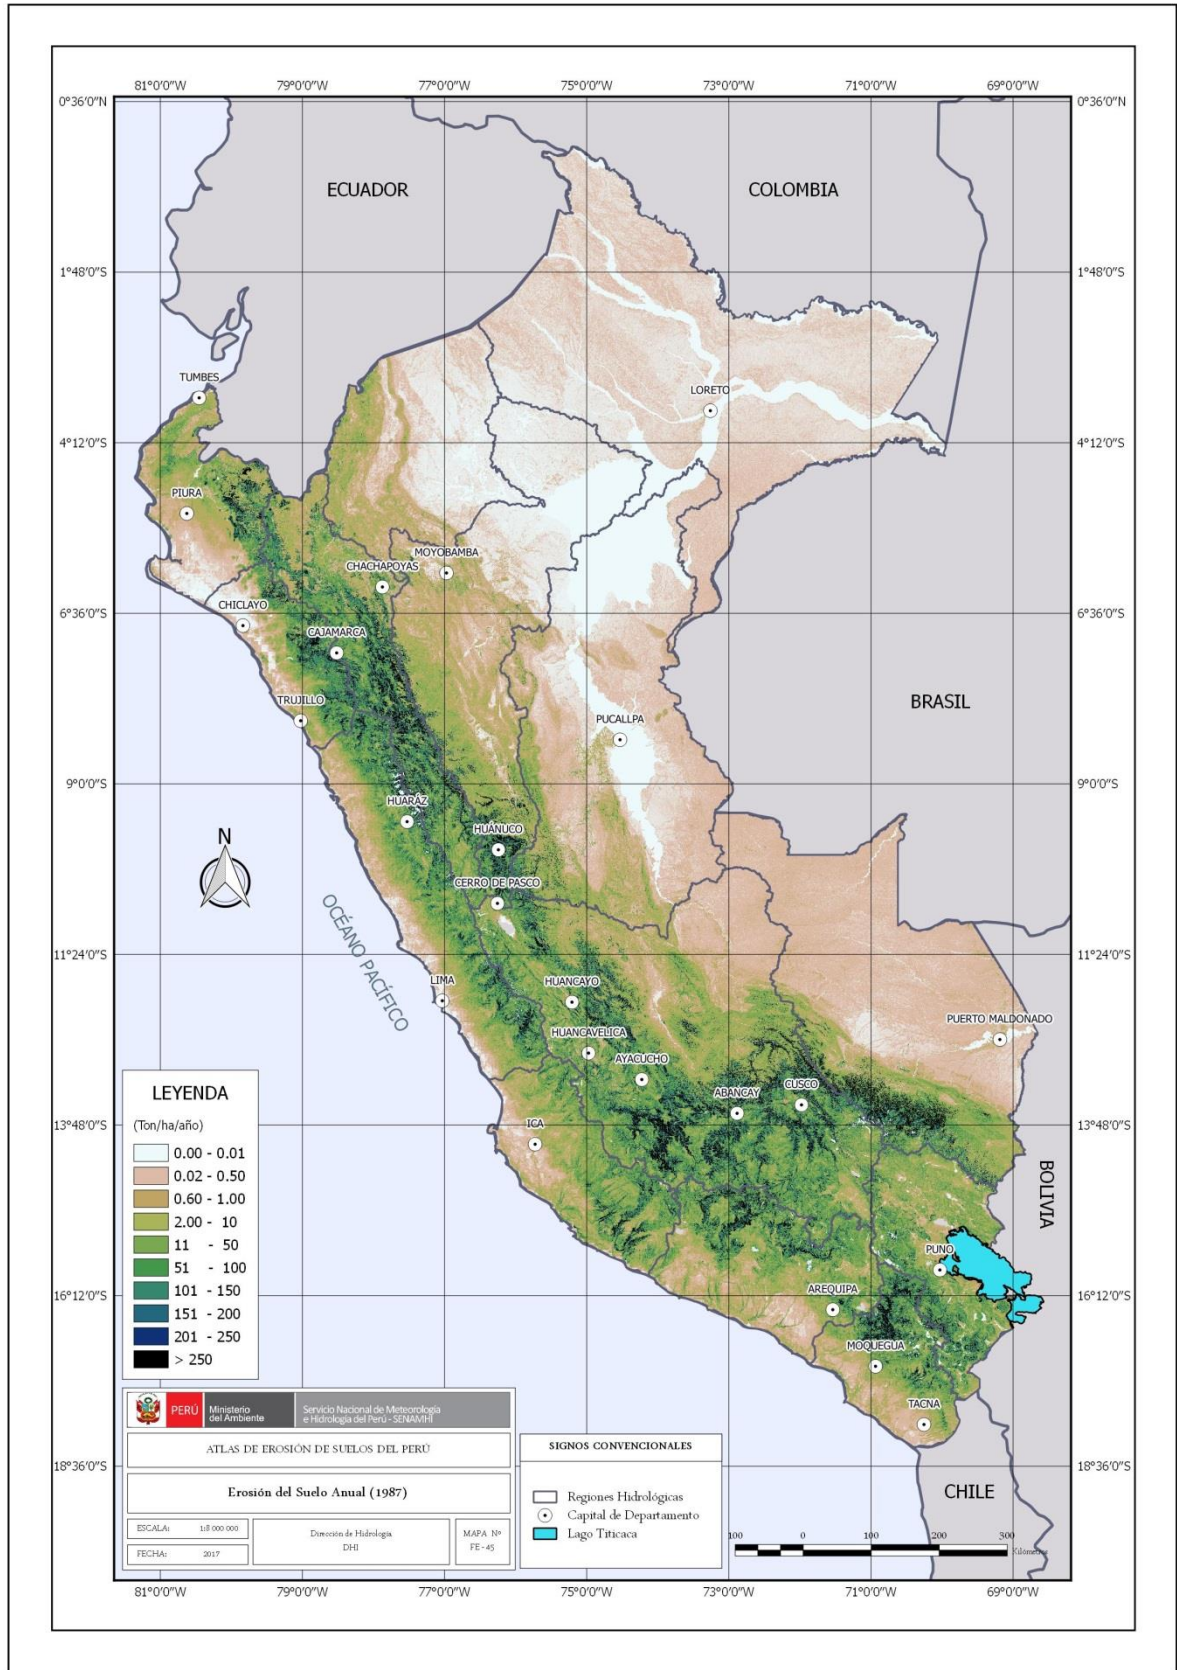 81°0'0"W 79°0'0"W 77°0'0"W 75°0'0"W 73°0'0"W 71°0'0"W 69°0'0"W
0°36'0"N 0°36'0"N
ECUADOR COLOMBIA
1°48'0"S 1°48'0"S
TUMBES
LORETO
4°12'0"S 4°12'0"S
PIURA
MOYOBAMBA
CHACHAPOYAS
6°36'0"S 6°36'0"S
CHICLAYO
CAJAMARCA
TRUJILLO
BRASIL
PUCALLPA
9°0'0"S 9°0'0"S
HUARÁZ
HUÁNUCO
N
CERRO DE PASCO
OCÉANO PACÍFICO
11°24'0"S 11°24'0"S
LIMA
HUANCAYO
PUERTO MALDONADO
HUANCAVELICA
AYACUCHO
ABANCAY
CUSCO
13°48'0"S 13°48'0"S
ICA
BOLIVIA
PUNO
AREQUIPA
16°12'0"S 16°12'0"S
MOQUEGUA
TACNA
LEYENDA
(Ton/ha/año)
0.00 - 0.01
0.02 - 0.50
0.60 - 1.00
2.00 - 10
11 - 50
51 - 100
101 - 150
151 - 200
201 - 250
> 250
PERÚ Ministerio del Ambiente Servicio Nacional de Meteorología
e Hidrología del Perú - SENAMHI
ATLAS DE EROSIÓN DE SUELOS DEL PERÚ
Erosión del Suelo Anual (1987)
ESCALA: 1:8 000 000
FECHA: 2017
Dirección de Hidrología
DHI
MAPA Nº
FE - 45
SIGNOS CONVENCIONALES
Regiones Hidrológicas
Capital de Departamento
Lago Titicaca
18°36'0"S 18°36'0"S
CHILE
100 0 100 200 300
Kilómetros
81°0'0"W 79°0'0"W 77°0'0"W 75°0'0"W 73°0'0"W 71°0'0"W 69°0'0"W